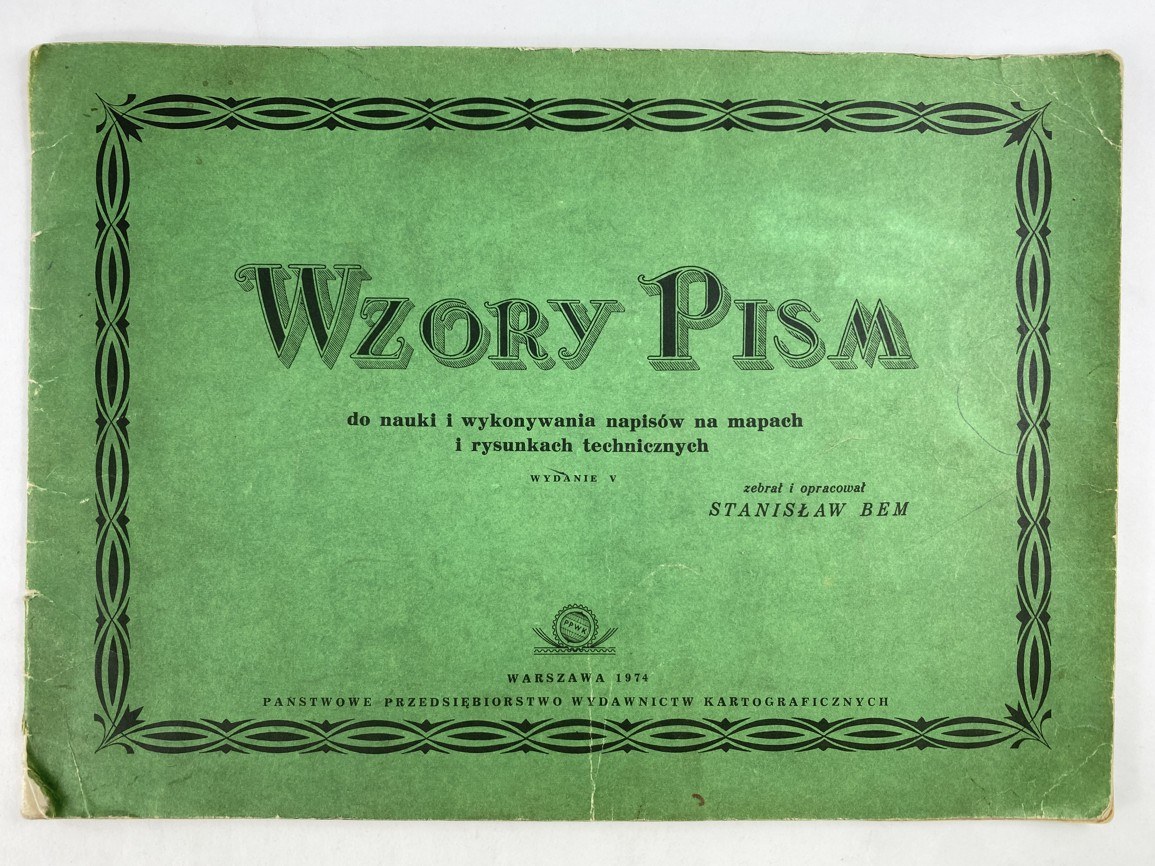 WZORY PISM
do nauki i wykonywania napisów na mapach
i rysunkach technicznych
WYDANIE V
zebrał i opracował
STANISŁAW BEM
PPWK
WARSZAWA 1974
PAŃSTWOWE PRZEDSIĘBIORSTWO WYDAWNICTW KARTOGRAFICZNYCH